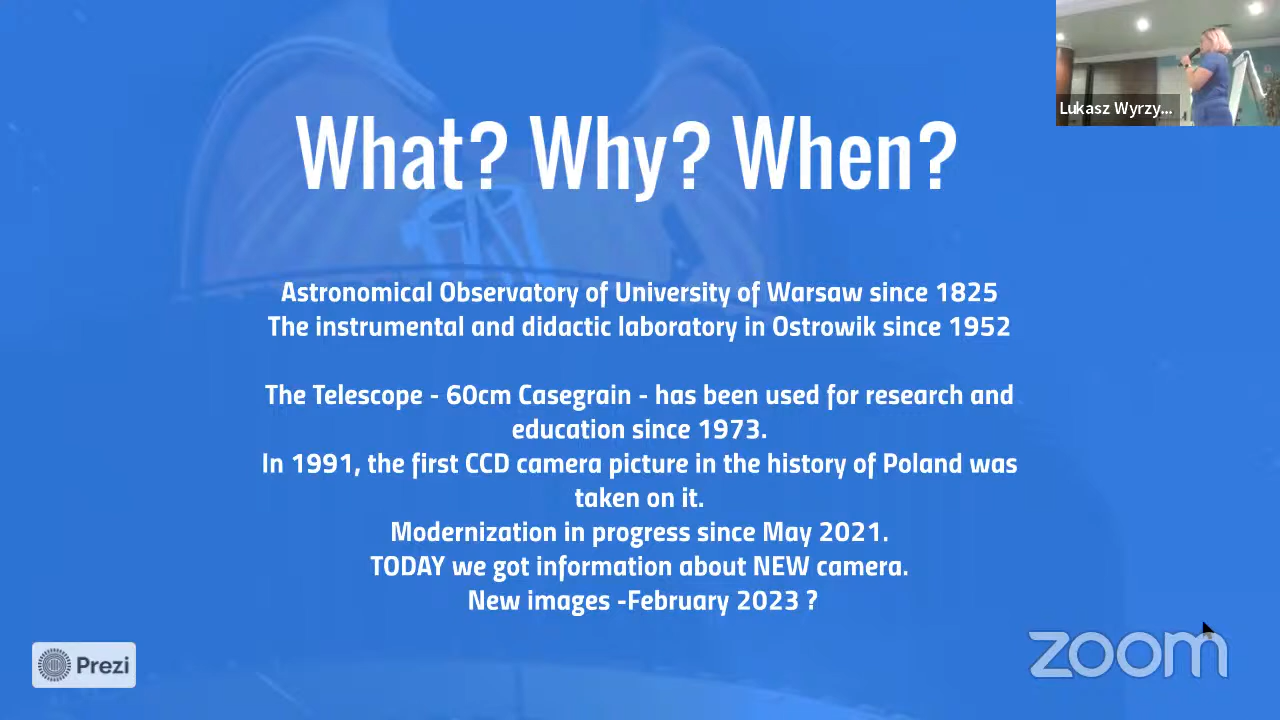 Lukasz Wyrzy...
What? Why? When?
Astronomical Observatory of University of Warsaw since 1825
The instrumental and didactic laboratory in Ostrowik since 1952
The Telescope - 60cm Casegrain - has been used for research and
education since 1973.
In 1991, the first CCD camera picture in the history of Poland was
taken on it.
Modernization in progress since May 2021.
TODAY we got information about NEW camera.
New images -February 2023 ?
Prezi
zoom